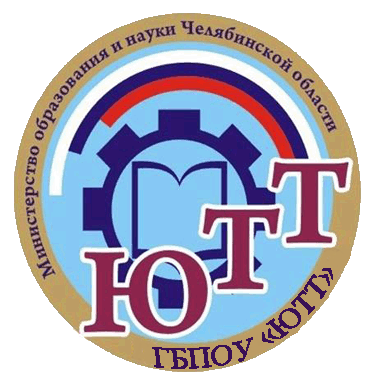 Министерство образования и науки Челябинской области
ЮТТ
ГБПОУ «ЮТТ»